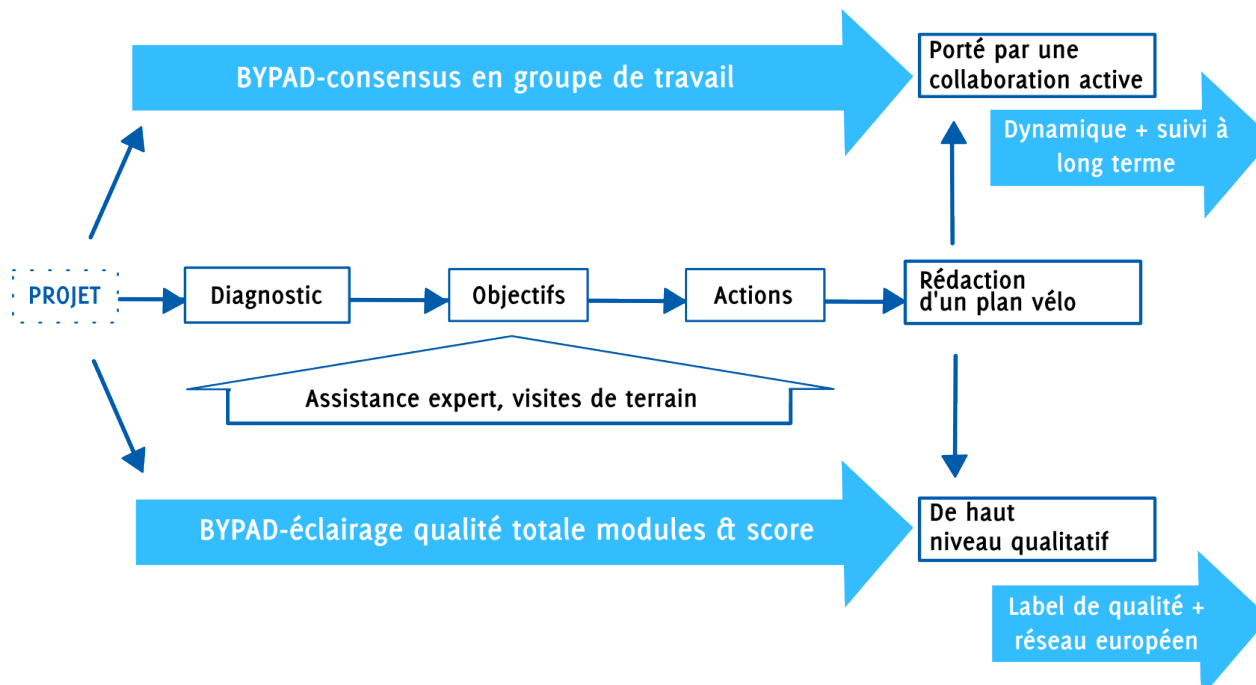 BYPAD-consensus en groupe de travail
Porté par une
collaboration active
Dynamique + suivi à
long terme
PROJET
Diagnostic
Objectifs
Actions
Rédaction
d'un plan vélo
Assistance expert, visites de terrain
BYPAD-éclairage qualité totale modules & score
De haut
niveau qualitatif
Label de qualité +
réseau européen